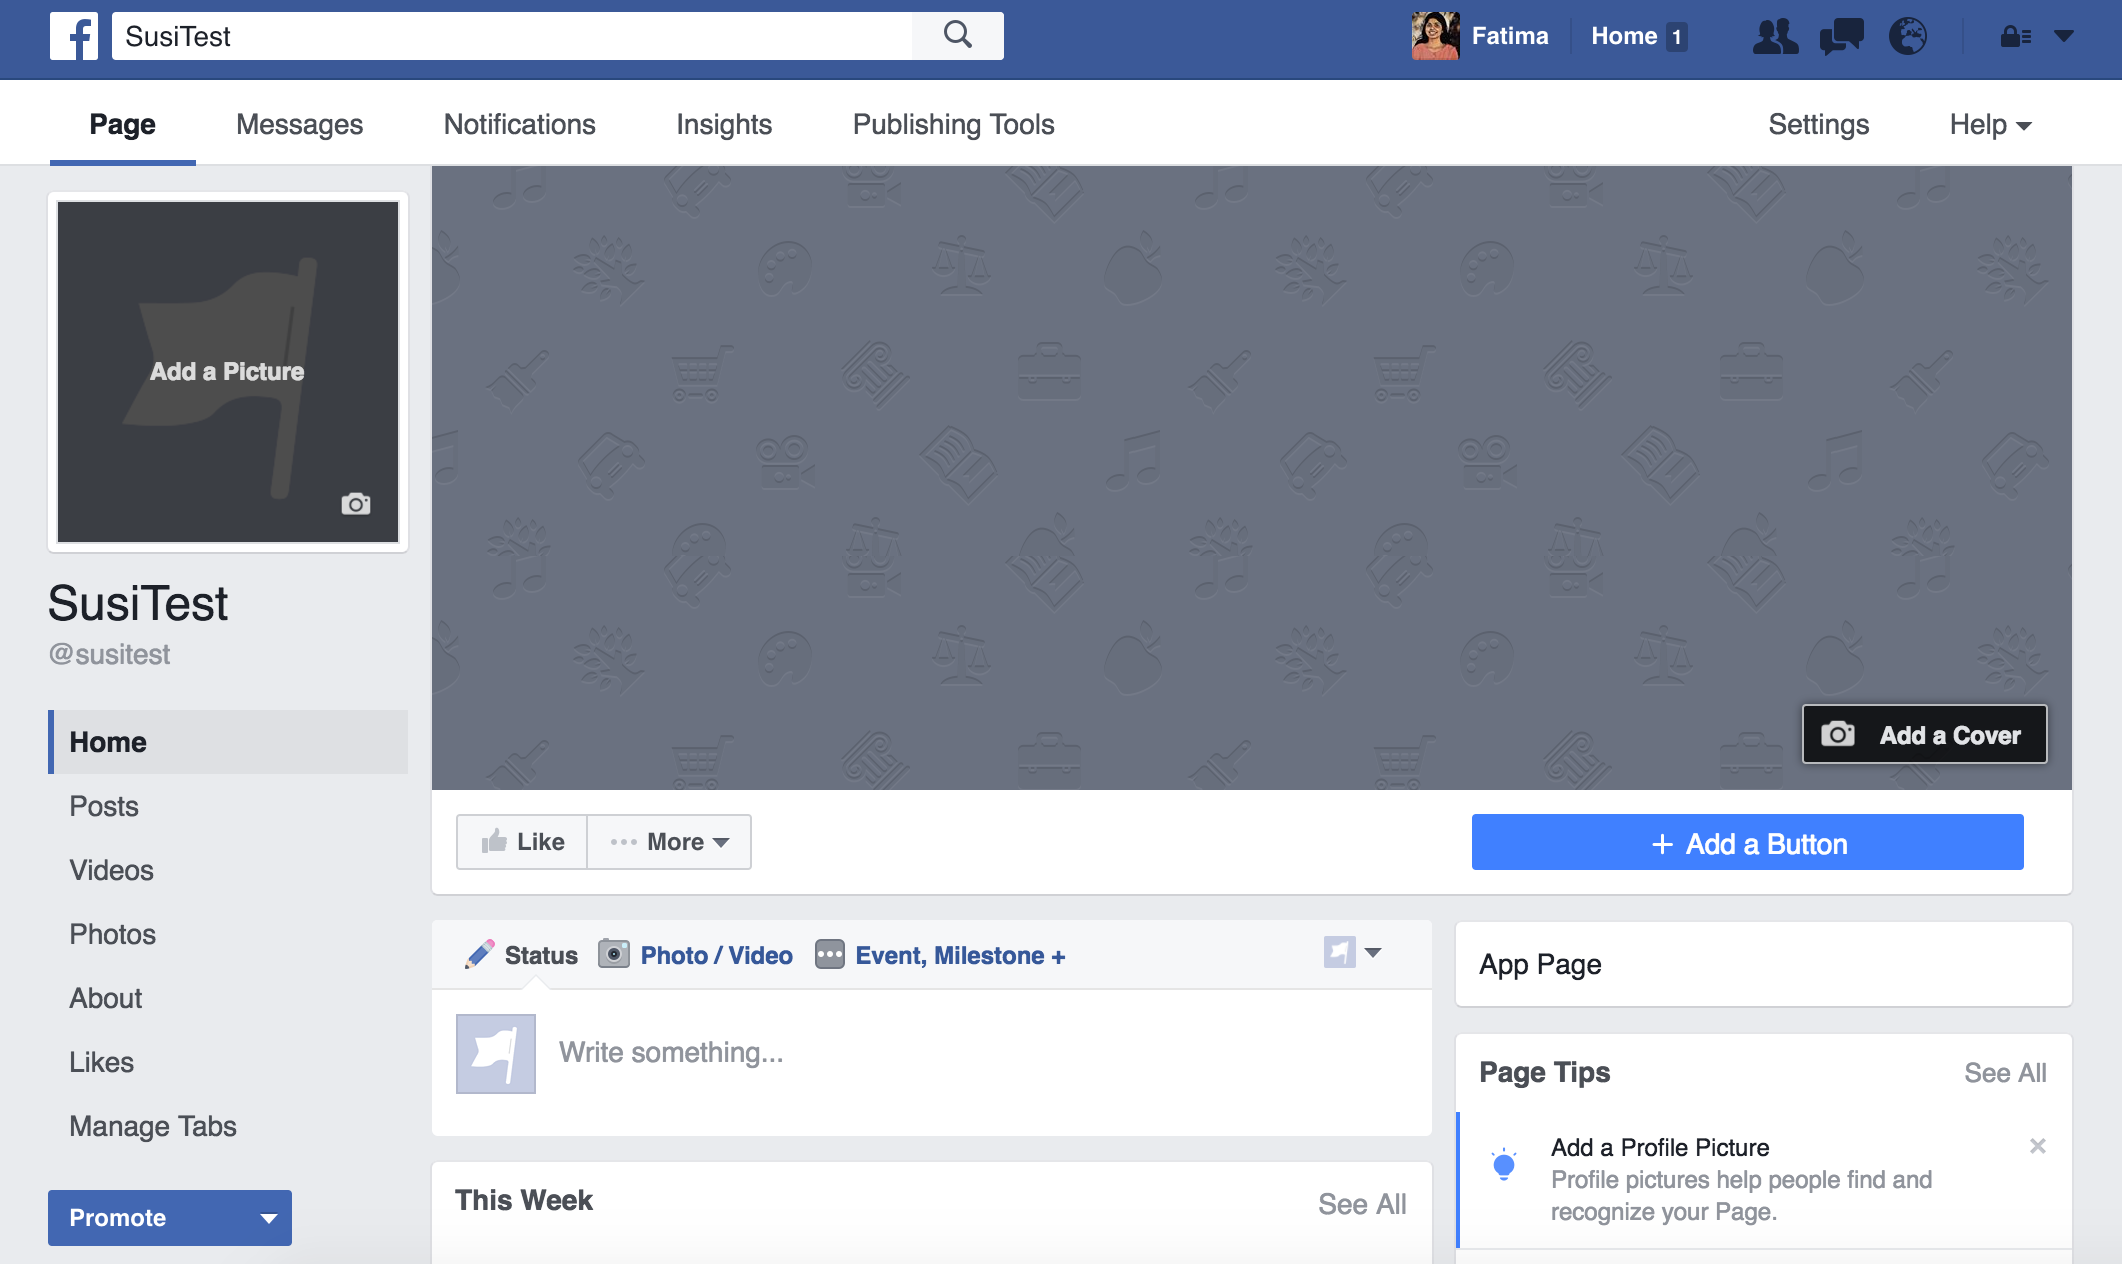 SusiTest
Fatima
Home 1
Page
Messages
Notifications
Insights
Publishing Tools
Settings
Help
Add a Picture
SusiTest
@susitest
Home
Posts
Videos
Photos
About
Likes
Manage Tabs
Promote
Add a Cover
Like
··· More
+ Add a Button
Status
Photo / Video
Event, Milestone +
Write something...
This Week
See All
App Page
Page Tips
See All
Add a Profile Picture
Profile pictures help people find and
recognize your Page.